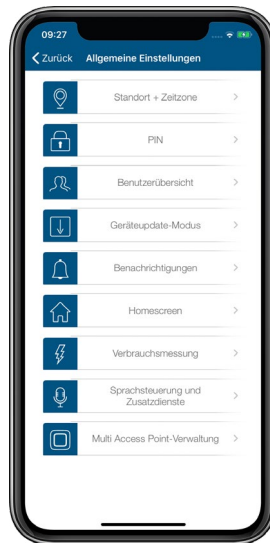 09:27
Zurück Allgemeine Einstellungen
Standort + Zeitzone
PIN
Benutzerübersicht
Geräteupdate-Modus
Benachrichtigungen
Homescreen
Verbrauchsmessung
Sprachsteuerung und
Zusatzdienste
Multi Access Point-Verwaltung